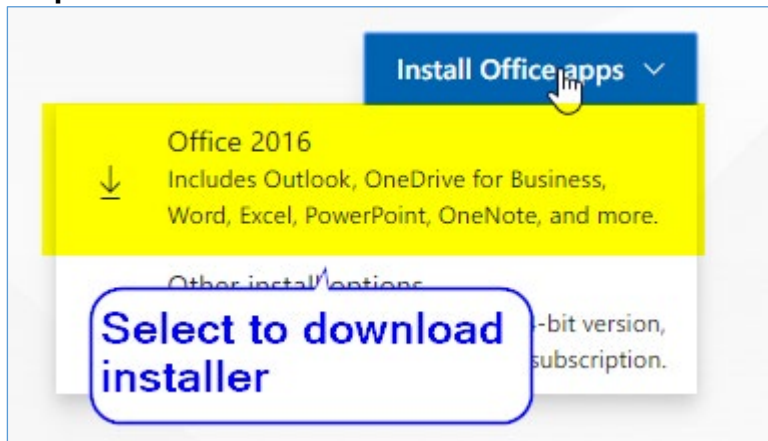 Install Office apps
Office 2016
Includes Outlook, OneDrive for Business,
Word, Excel, PowerPoint, OneNote, and more.
Other install options
Select to download
installer
-bit version,
subscription.